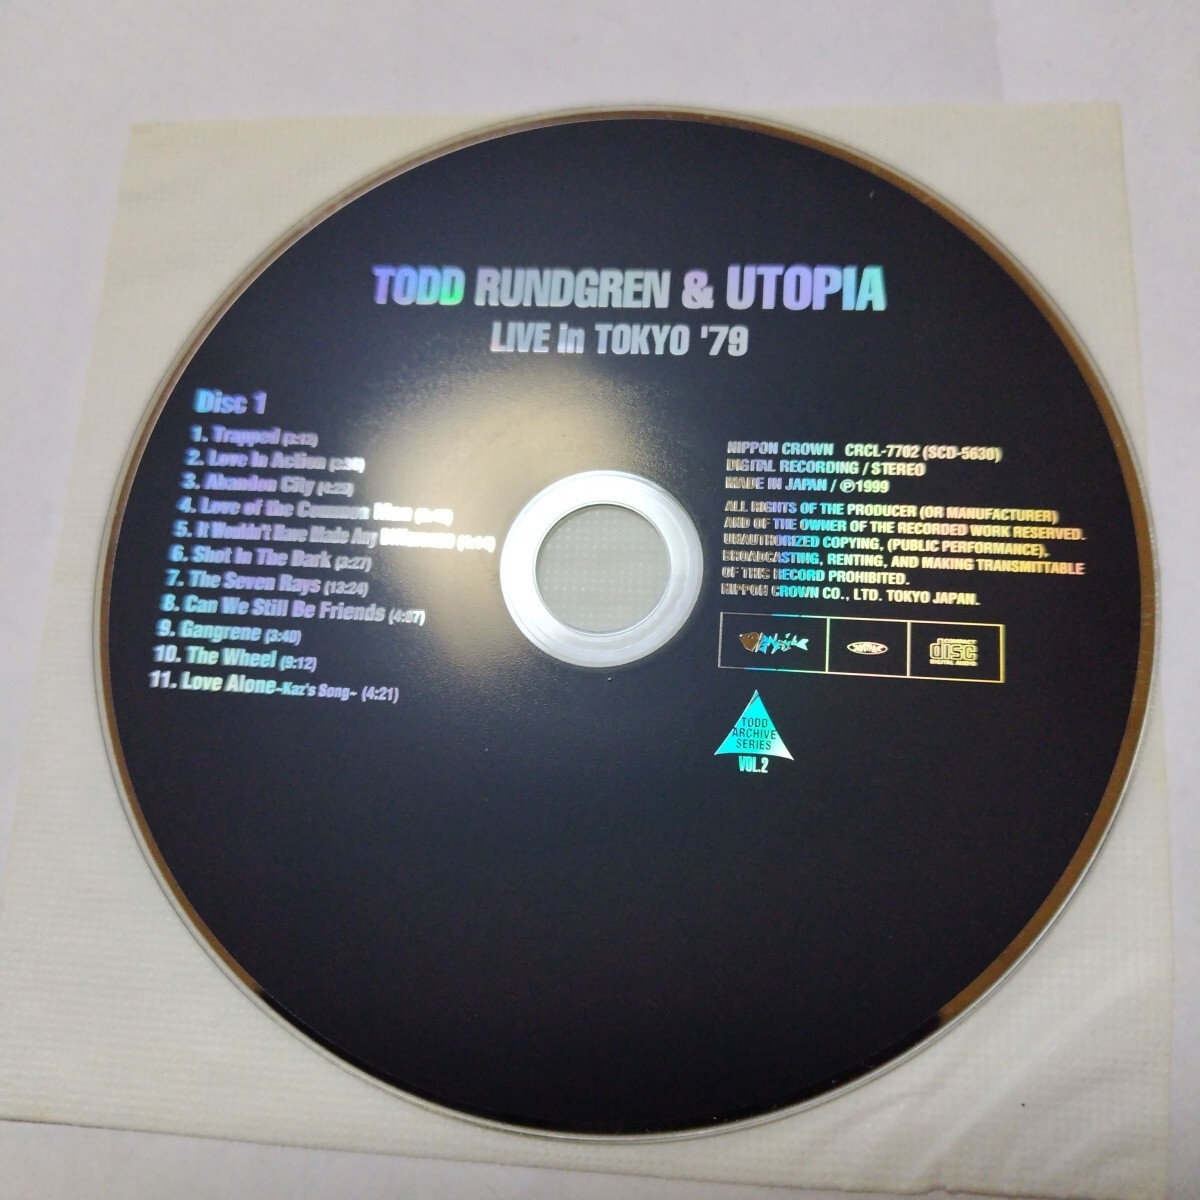 TODD RUNDGREN & UTOPIA
LIVE in TOKYO '79
Disc 1
1. Trapped (3:12)
2. Love In Action
3. Abandon City
4. Love of the Common Man
5. It Wouldn't Have Made Any Difference
6. Shot In The Dark (3:27)
7. The Seven Rays (13:24)
8. Can We Still Be Friends
9. Gangrene (3:40)
10. The Wheel (9:12)
11. Love Alone~Kaz's Song~ (4:21)
NIPPON CROWN CRCL-7702 (SCD-5630)
DIGITAL RECORDING / STEREO
MADE IN JAPAN / ℗1999
ALL RIGHTS OF THE PRODUCER (OR MANUFACTURER)
AND OF THE OWNER OF THE RECORDED WORK RESERVED.
UNAUTHORIZED COPYING, (PUBLIC PERFORMANCE),
BROADCASTING, RENTING, AND MAKING TRANSMITTABLE
OF THIS RECORD PROHIBITED.
NIPPON CROWN CO., LTD. TOKYO JAPAN.
COMPACT
disc
DIGITAL AUDIO
TODD
ARCHIVE
SERIES
VOL.2